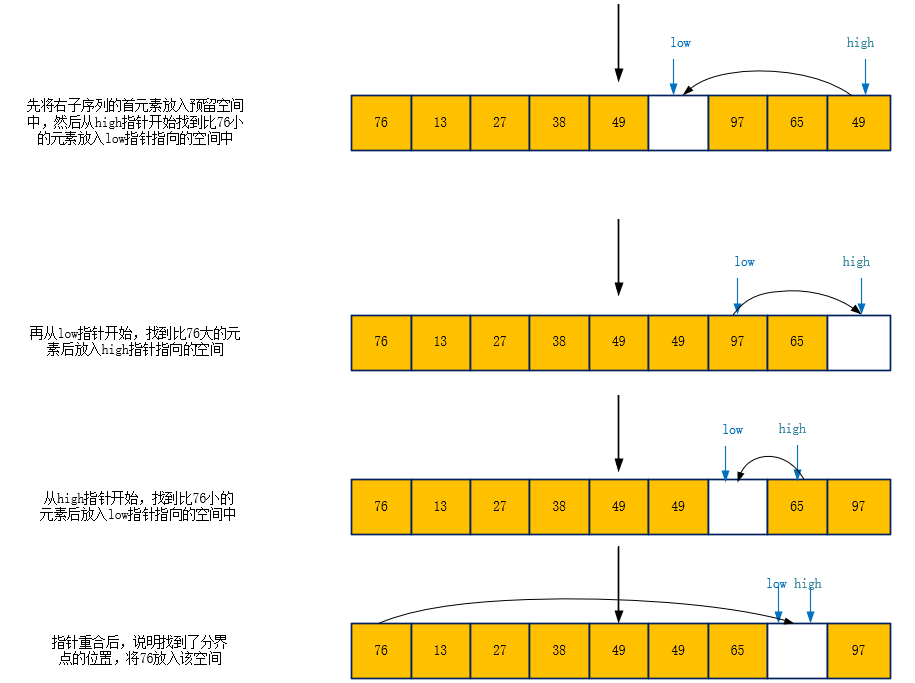 low high
先将右子序列的首元素放入预留空间
中，然后从high指针开始找到比76小
的元素放入low指针指向的空间中
76 13 27 38 49 97 65 49
low high
再从low指针开始，找到比76大的元
素后放入high指针指向的空间
76 13 27 38 49 49 97 65
low high
从high指针开始，找到比76小的
元素后放入low指针指向的空间中
76 13 27 38 49 49 65 97
low high
指针重合后，说明找到了分界
点的位置，将76放入该空间
76 13 27 38 49 49 65 97